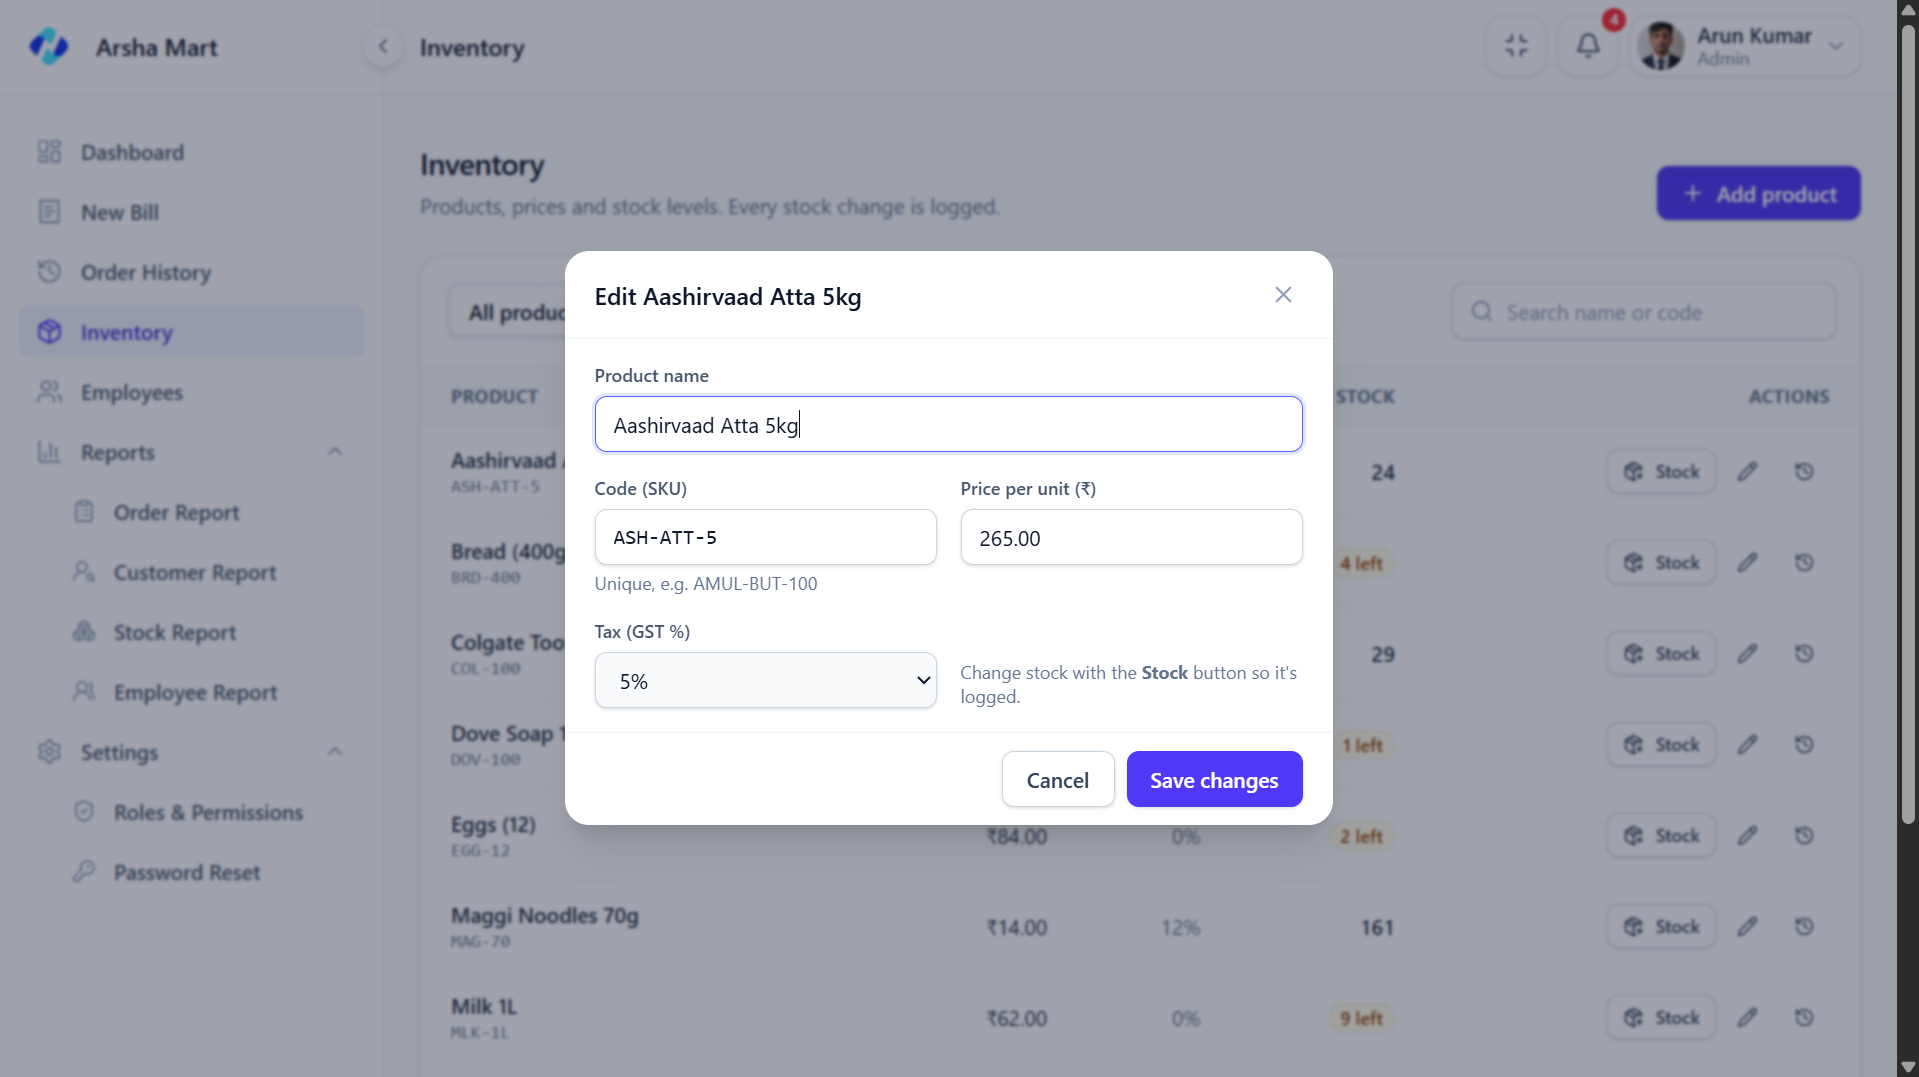 Arsha Mart
Inventory
4
Arun Kumar
Admin
Dashboard
New Bill
Order History
Inventory
Employees
Reports
Order Report
Customer Report
Stock Report
Employee Report
Settings
Roles & Permissions
Password Reset
Inventory
Products, prices and stock levels. Every stock change is logged.
+ Add product
All produc
Search name or code
PRODUCT
STOCK
ACTIONS
Aashirvaad
ASH-ATT-5
24
Stock
Bread (400g
BRD-400
4 left
Stock
Colgate Too
COL-100
29
Stock
Dove Soap 1
DOV-100
1 left
Stock
Eggs (12)
EGG-12
₹84.00
0%
2 left
Stock
Maggi Noodles 70g
MAG-70
₹14.00
12%
161
Stock
Milk 1L
MLK-1L
₹62.00
0%
9 left
Stock
Edit Aashirvaad Atta 5kg
Product name
Aashirvaad Atta 5kg
Code (SKU)
Price per unit (₹)
ASH-ATT-5
265.00
Unique, e.g. AMUL-BUT-100
Tax (GST %)
5%
Change stock with the Stock button so it's
logged.
Cancel
Save changes